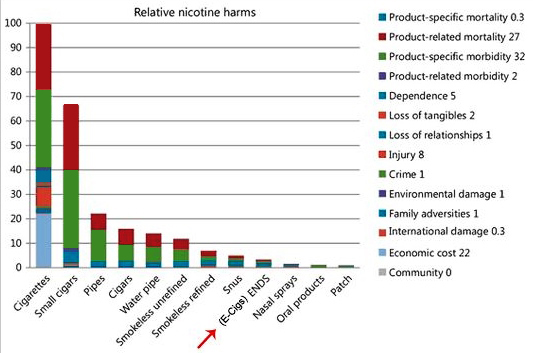 Relative nicotine harms
100
90
80
70
60
50
40
30
20
10
0
Cigarettes
Small cigars
Pipes
Cigars
Water pipe
Smokeless unrefined
Smokeless refined
Snus
(E-Cigs) ENDS
Nasal sprays
Oral products
Patch
Product-specific mortality 0.3
Product-related mortality 27
Product-specific morbidity 32
Product-related morbidity 2
Dependence 5
Loss of tangibles 2
Loss of relationships 1
Injury 8
Crime 1
Environmental damage 1
Family adversities 1
International damage 0.3
Economic cost 22
Community 0